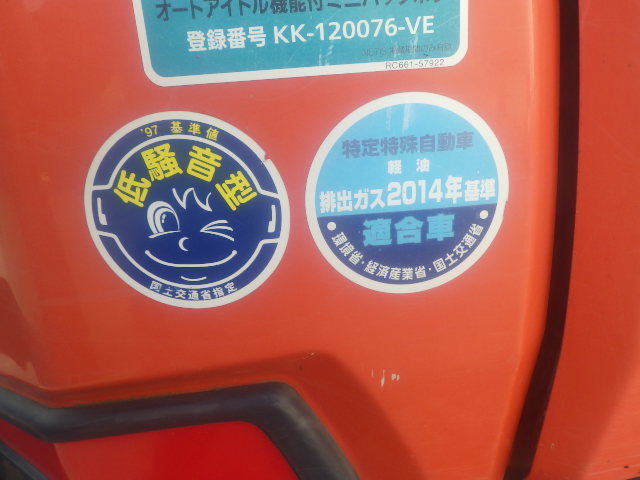 オートアイドル機能付ミニバックホウ
登録番号 KK-120076-VE
RC661-57922
'97 基準値
低騒音型
国土交通省指定
特定特殊自動車
軽油
排出ガス2014年基準
適合車
・環境省・経済産業省・国土交通省・